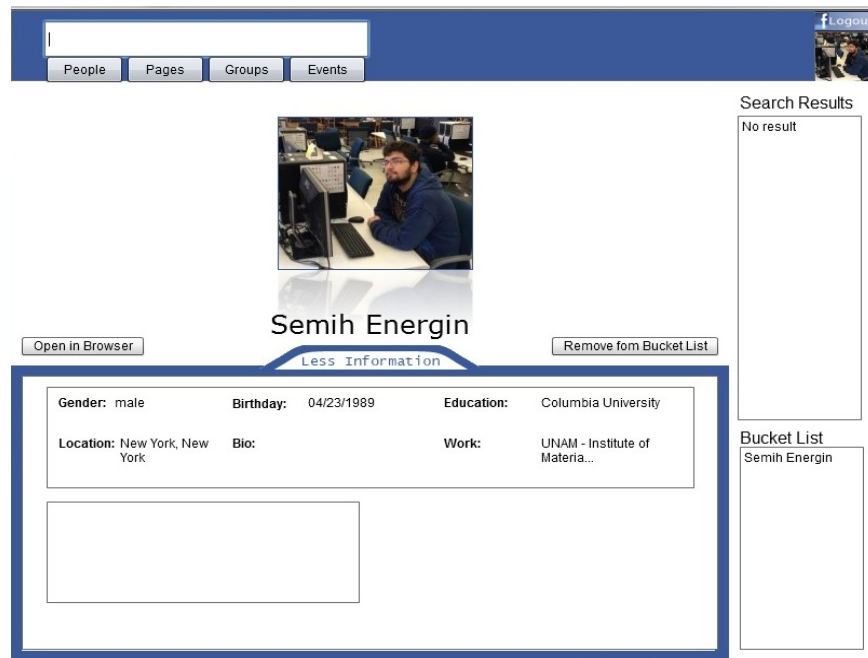 fLogou
People Pages Groups Events
Search Results
No result
Semih Energin
Open in Browser
Remove fom Bucket List
Less Information
Gender: male Birthday: 04/23/1989 Education: Columbia University
Location: New York, New Bio: Work: UNAM - Institute of
York Materia...
Bucket List
Semih Energin